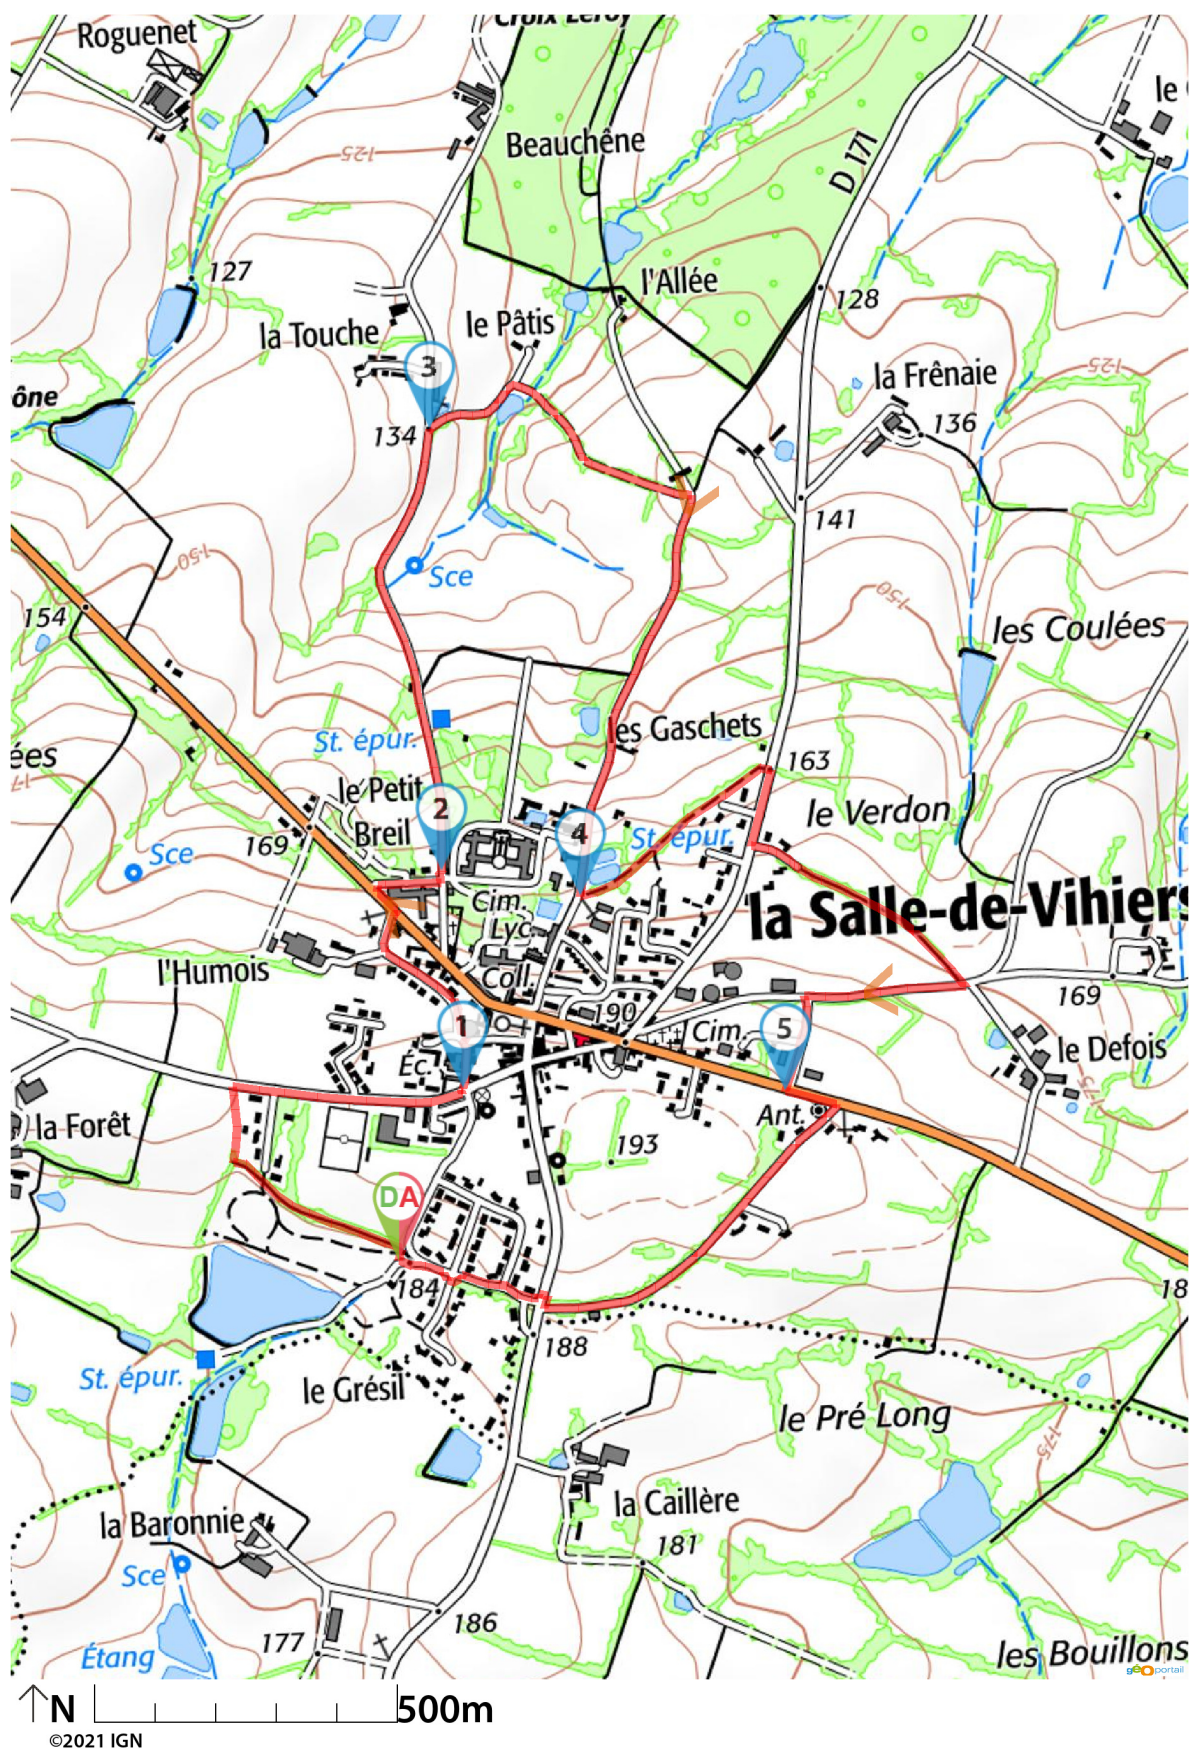 Croix Leroy
Roguenet
le
Beauchêne
125
D 171
127
l'Allée
128
la Touche
le Pâtis
3
la Frênaie
125
ône
134
136
141
150
Sce
150
154
les Coulées
St. épur.
les Gaschets
163
ées
le Petit
Breil
2
4
le Verdon
169
Sce
St. épur.
Cim.
Lyc.
la Salle-de-Vihiers
l'Humois
Coll.
169
190
1
Cim.
5
le Defois
Éc.
la Forêt
Ant.
193
DA
184
188
St. épur.
le Grésil
le Pré Long
175
la Caillère
la Baronnie
181
Sce
186
177
Étang
les Bouillons
geoportail
N
500m
©2021 IGN